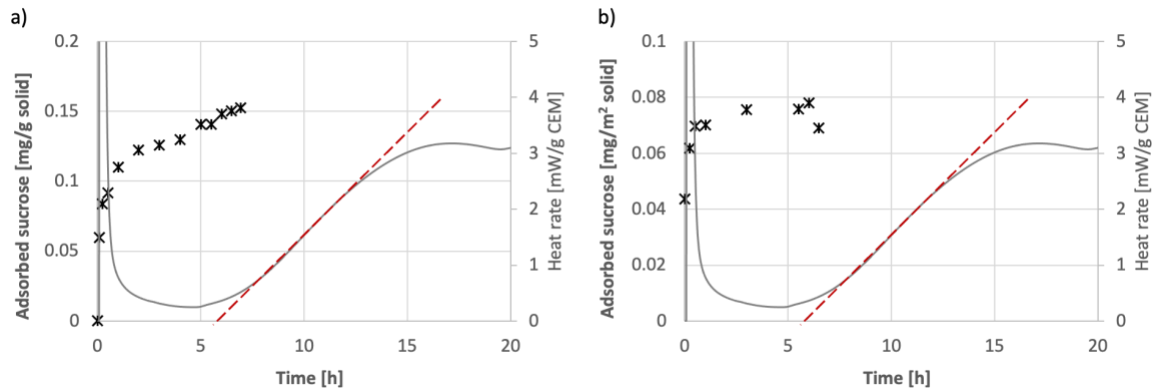 a)
0.2
0.15
0.1
0.05
0
Adsorbed sucrose [mg/g solid]
5
4
3
2
1
0
Heat rate [mW/g CEM]
0 5 10 15 20
Time [h]
b)
0.1
0.08
0.06
0.04
0.02
0
Adsorbed sucrose [mg/m² solid]
5
4
3
2
1
0
Heat rate [mW/g CEM]
0 5 10 15 20
Time [h]